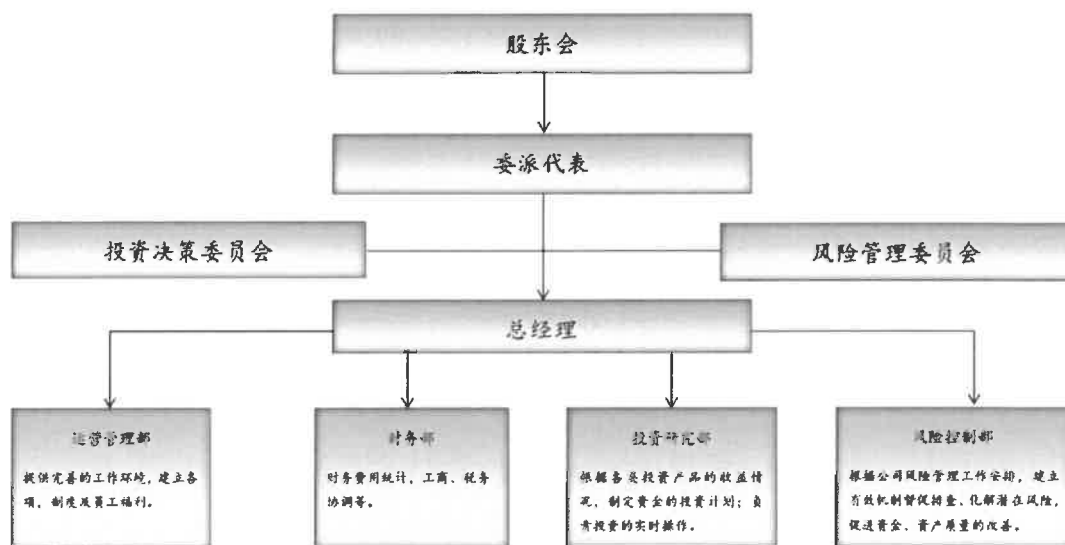 股东会
委派代表
投资决策委员会
风险管理委员会
总经理
运营管理部
提供完善的工作环境，建立各
项，制度及员工福利。
财务部
财务费用统计，工商、税务
协调等。
投资研究部
根据各类投资产品的收益情
况，制定资金的投资计划；负
责投资的实时操作。
风险控制部
根据公司风险管理工作安排，建立
有效机制督促排查、化解潜在风险，
促进资金、资产质量的改善。